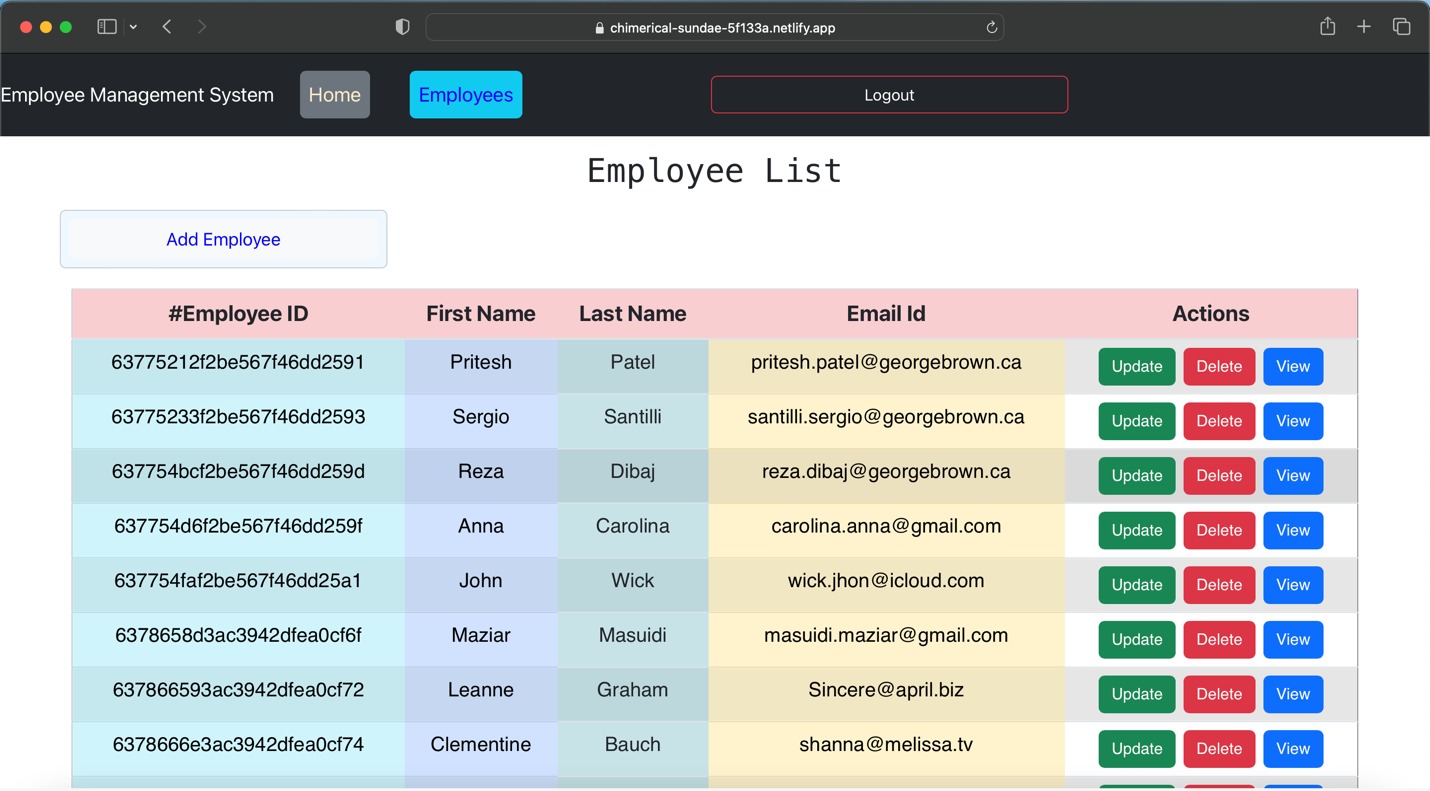 chimerical-sundae-5f133a.netlify.app
Employee Management System Home Employees Logout
Employee List
Add Employee
#Employee ID First Name Last Name Email Id Actions
63775212f2be567f46dd2591 Pritesh Patel pritesh.patel@georgebrown.ca Update Delete View
63775233f2be567f46dd2593 Sergio Santilli santilli.sergio@georgebrown.ca Update Delete View
637754bcf2be567f46dd259d Reza Dibaj reza.dibaj@georgebrown.ca Update Delete View
637754d6f2be567f46dd259f Anna Carolina carolina.anna@gmail.com Update Delete View
637754faf2be567f46dd25a1 John Wick wick.jhon@icloud.com Update Delete View
6378658d3ac3942dfea0cf6f Maziar Masuidi masuidi.maziar@gmail.com Update Delete View
637866593ac3942dfea0cf72 Leanne Graham Sincere@april.biz Update Delete View
6378666e3ac3942dfea0cf74 Clementine Bauch shanna@melissa.tv Update Delete View